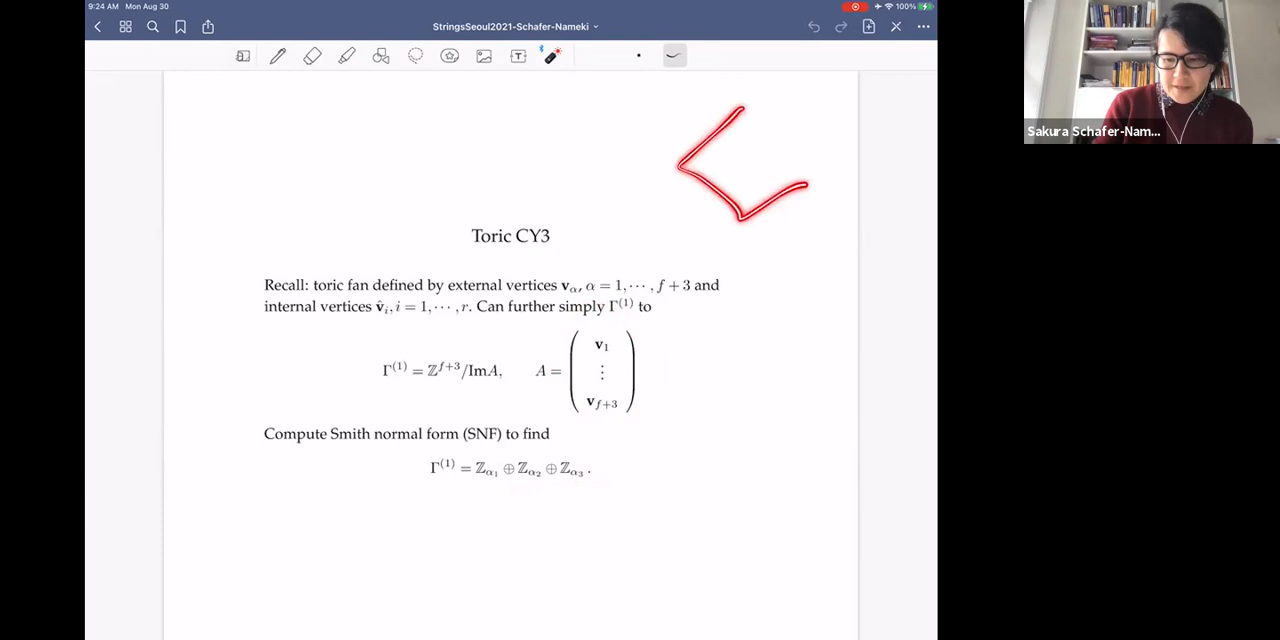 9:24 AM Mon Aug 30
100%
StringsSeoul2021-Schafer-Nameki
Sakura Schafer-Nam...
Toric CY3
Recall: toric fan defined by external vertices v_α, α = 1, ⋯ , f + 3 and
internal vertices v̂_i, i = 1, ⋯ , r. Can further simply Γ^(1) to
Γ^(1) = ℤ^{f+3}/ImA, A = ( v_1 ⋮ v_{f+3} )
Compute Smith normal form (SNF) to find
Γ^(1) = ℤ_{α_1} ⊕ ℤ_{α_2} ⊕ ℤ_{α_3} .